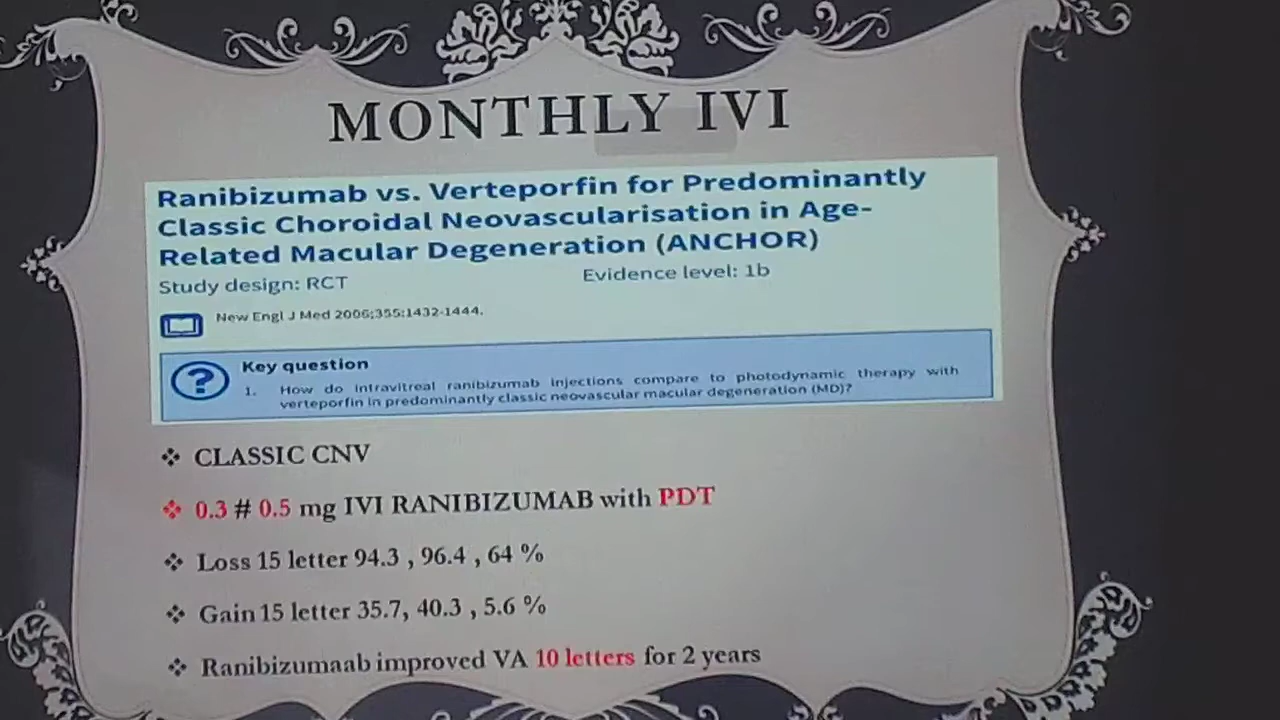 MONTHLY IVI
Ranibizumab vs. Verteporfin for Predominantly
Classic Choroidal Neovascularisation in Age-
Related Macular Degeneration (ANCHOR)
Study design: RCT Evidence level: 1b
New Engl J Med 2006;355:1432-1444.
? Key question
1. How do intravitreal ranibizumab injections compare to photodynamic therapy with
verteporfin in predominantly classic neovascular macular degeneration (MD)?
❖ CLASSIC CNV
❖ 0.3 # 0.5 mg IVI RANIBIZUMAB with PDT
❖ Loss 15 letter 94.3 , 96.4 , 64 %
❖ Gain 15 letter 35.7, 40.3 , 5.6 %
❖ Ranibizumaab improved VA 10 letters for 2 years